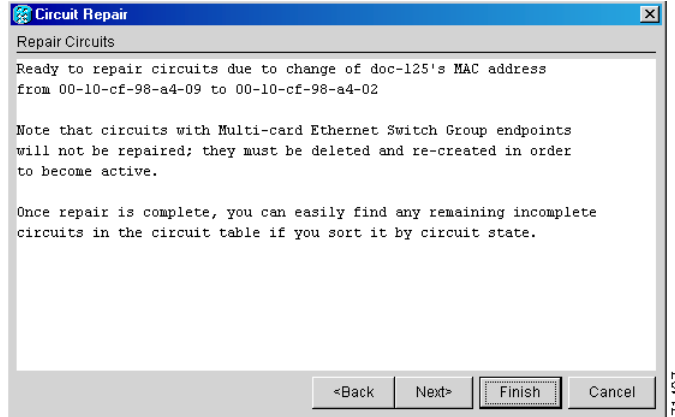 Circuit Repair
Repair Circuits
Ready to repair circuits due to change of doc-125's MAC address
from 00-10-cf-98-a4-09 to 00-10-cf-98-a4-02
Note that circuits with Multi-card Ethernet Switch Group endpoints
will not be repaired; they must be deleted and re-created in order
to become active.
Once repair is complete, you can easily find any remaining incomplete
circuits in the circuit table if you sort it by circuit state.
<Back Next> Finish Cancel